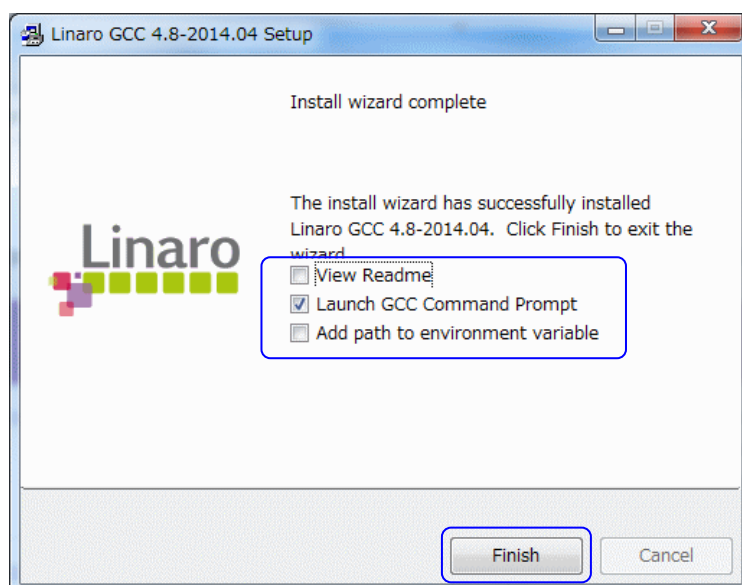 Linaro GCC 4.8-2014.04 Setup
Install wizard complete
The install wizard has successfully installed
Linaro GCC 4.8-2014.04. Click Finish to exit the
wizard
Linaro
View Readme
Launch GCC Command Prompt
Add path to environment variable
Finish
Cancel